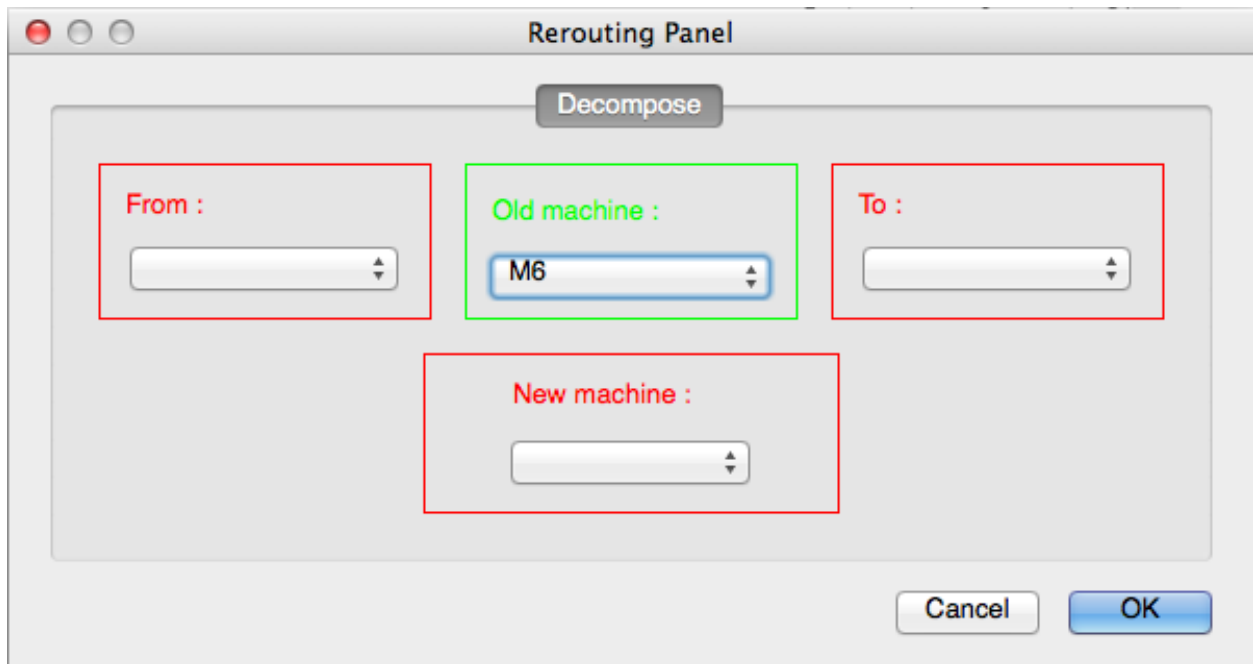 Rerouting Panel
Decompose
From :
Old machine :
To :
M6
New machine :
Cancel
OK